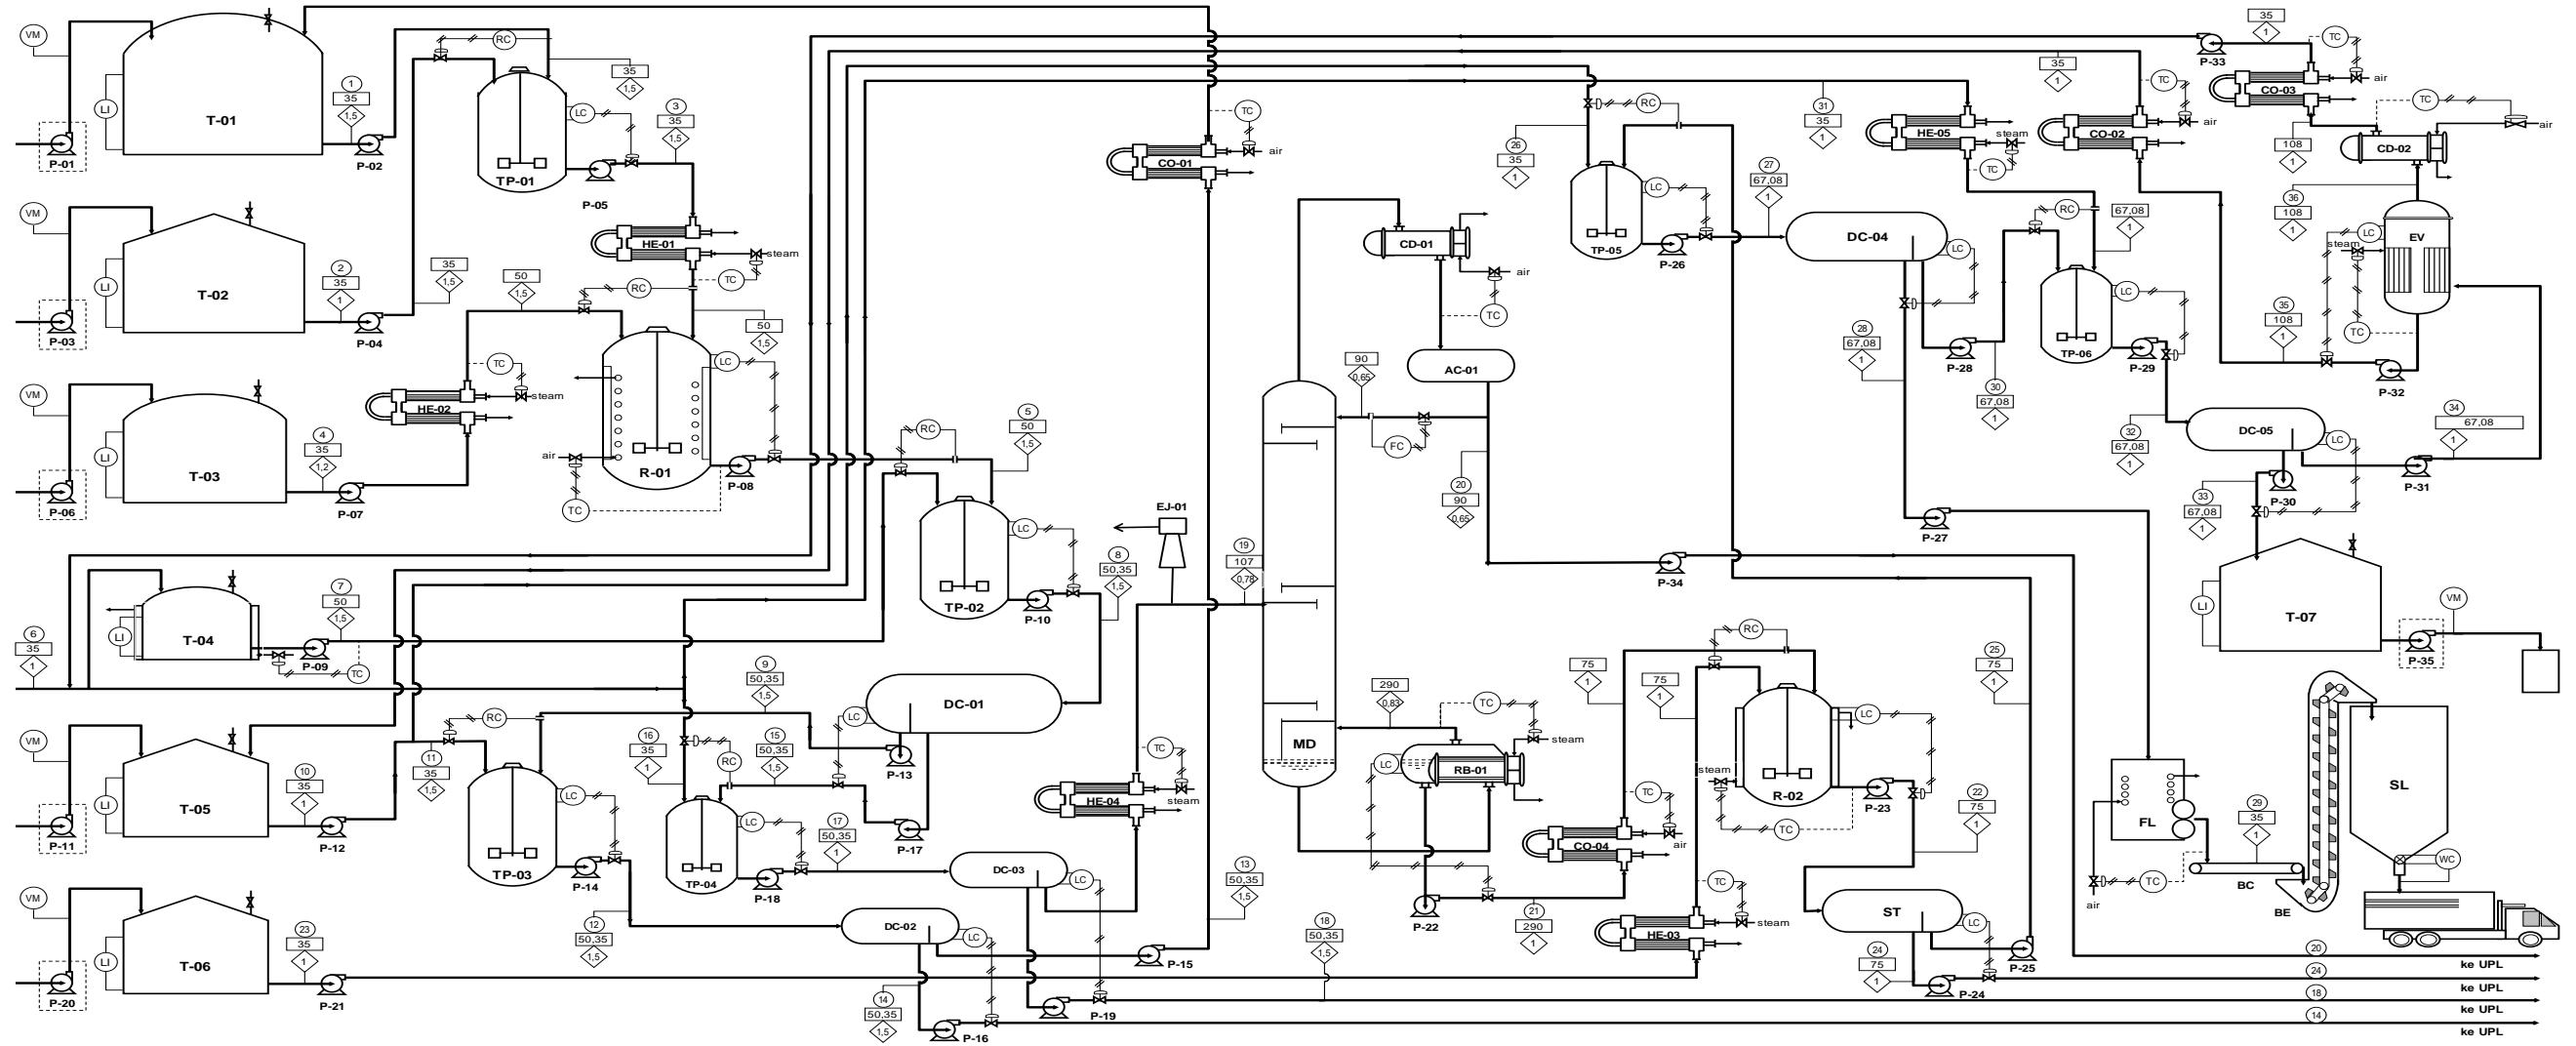 VM
P-01
LI
T-01
1
35
1,5
P-02
RC
TP-01
35
1,5
LC
P-05
3
35
1,5
HE-01
steam
TC
VM
P-03
LI
T-02
2
35
1
P-04
35
1,5
50
1,5
RC
50
1,5
VM
P-06
LI
T-03
4
35
1,2
P-07
HE-02
TC
steam
R-01
LC
air
TC
P-08
RC
5
50
1,5
TP-02
LC
P-10
8
50,35
1,5
EJ-01
6
35
1
LI
T-04
7
50
1,5
P-09
TC
9
50,35
1,5
DC-01
LC
P-13
P-17
VM
P-11
LI
T-05
10
35
1
P-12
11
35
1,5
RC
TP-03
LC
P-14
12
50,35
1,5
16
35
1
RC
15
50,35
1,5
TP-04
LC
P-18
17
50,35
1
DC-03
LC
DC-02
LC
P-15
P-16
P-19
14
50,35
1,5
13
50,35
1,5
18
50,35
1,5
VM
P-20
LI
T-06
23
35
1
P-21
HE-04
TC
steam
CO-01
TC
air
CD-01
air
TC
AC-01
90
0,65
FC
20
90
0,65
19
107
0,78
MD
290
0,83
TC
steam
LC
RB-01
P-22
21
290
1
CO-04
TC
air
HE-03
TC
steam
75
1
75
1
RC
R-02
LC
steam
TC
P-23
22
75
1
ST
LC
P-24
P-25
24
75
1
25
75
1
P-34
26
35
1
RC
TP-05
LC
P-26
27
67,08
1
DC-04
LC
28
67,08
1
P-27
P-28
30
67,08
1
31
35
1
HE-05
steam
TC
RC
67,08
1
TP-06
LC
P-29
32
67,08
1
DC-05
LC
P-30
P-31
33
67,08
1
34
67,08
1
35
1
CO-02
TC
air
P-33
35
1
TC
CO-03
air
108
1
TC
CD-02
air
36
108
1
EV
LC
steam
TC
35
108
1
P-32
LI
T-07
P-35
VM
FL
air
TC
29
35
1
BC
BE
SL
WC
20
ke UPL
24
ke UPL
18
ke UPL
14
ke UPL